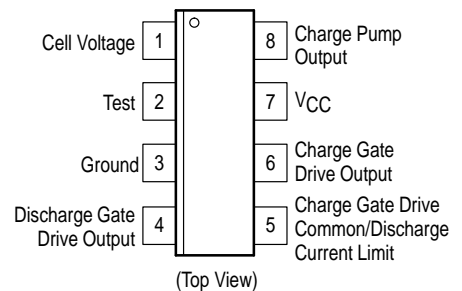 Cell Voltage 1
Test 2
Ground 3
Discharge Gate
Drive Output 4
8 Charge Pump
Output
7 VCC
6 Charge Gate
Drive Output
Charge Gate Drive
5 Common/Discharge
Current Limit
(Top View)